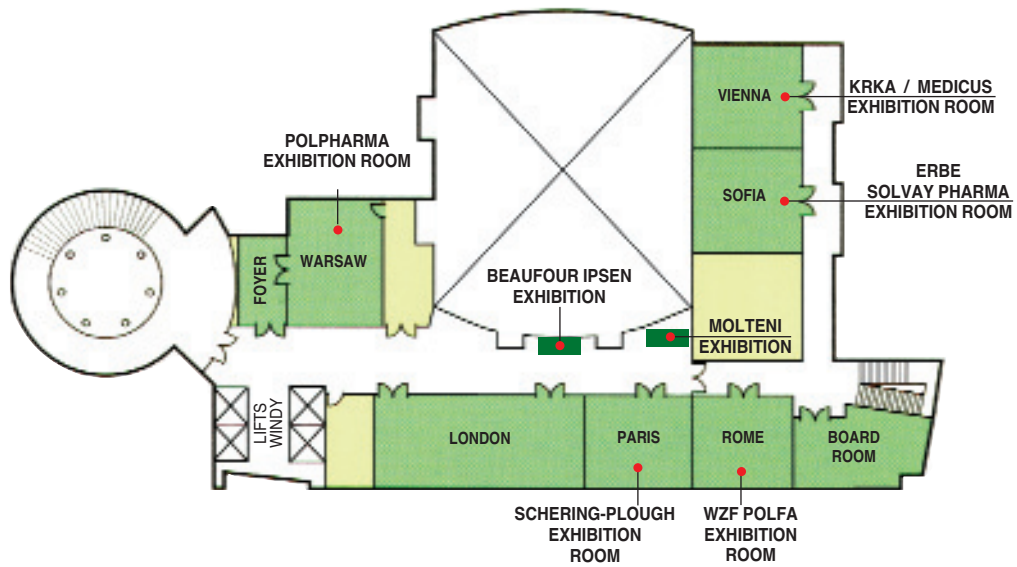 VIENNA
KRKA / MEDICUS
EXHIBITION ROOM
POLPHARMA
EXHIBITION ROOM
ERBE
SOLVAY PHARMA
EXHIBITION ROOM
SOFIA
FOYER
WARSAW
BEAUFOUR IPSEN
EXHIBITION
MOLTENI
EXHIBITION
LIFTS
WINDY
LONDON
PARIS
ROME
BOARD
ROOM
SCHERING-PLOUGH
EXHIBITION
ROOM
WZF POLFA
EXHIBITION
ROOM